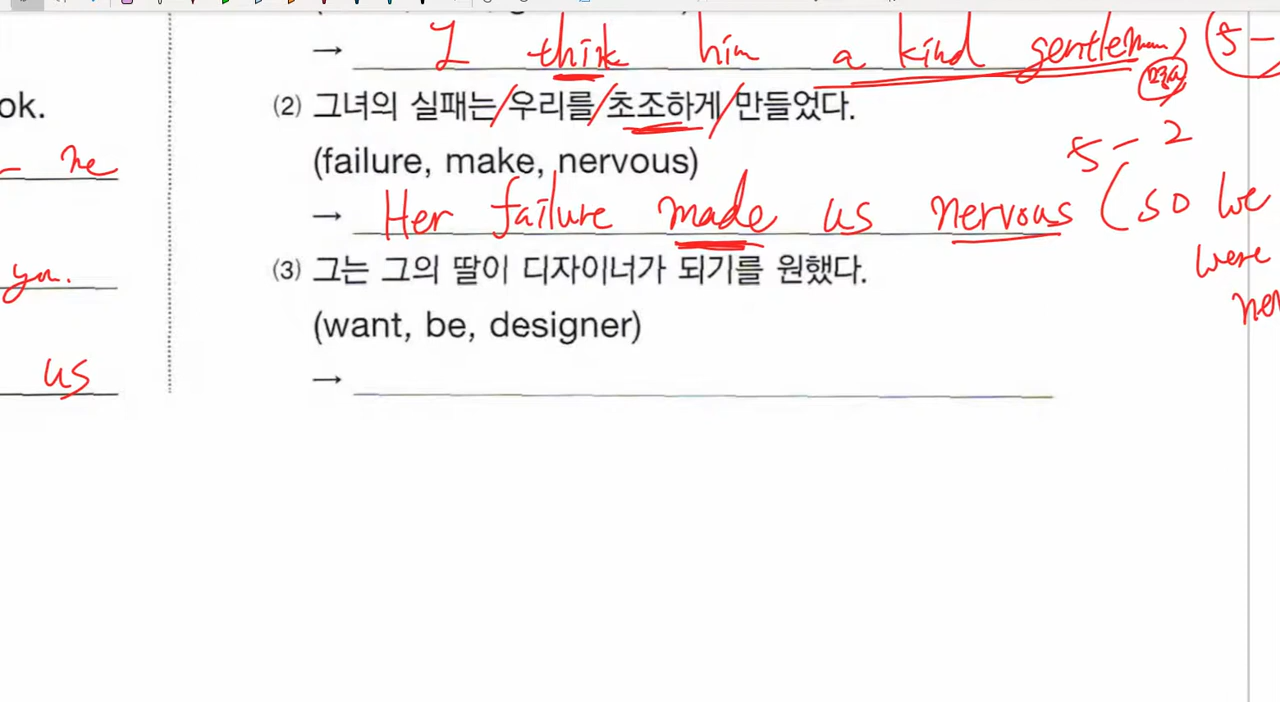 → I think him a kind gentleman) (5-
ok.
(2) 그녀의 실패는/우리를/초조하게/만들었다.
ne
(failure, make, nervous)
5-2
→ Her failure made us nervous (so we
were
(3) 그는 그의 딸이 디자이너가 되기를 원했다.
you.
ner
(want, be, designer)
us
→